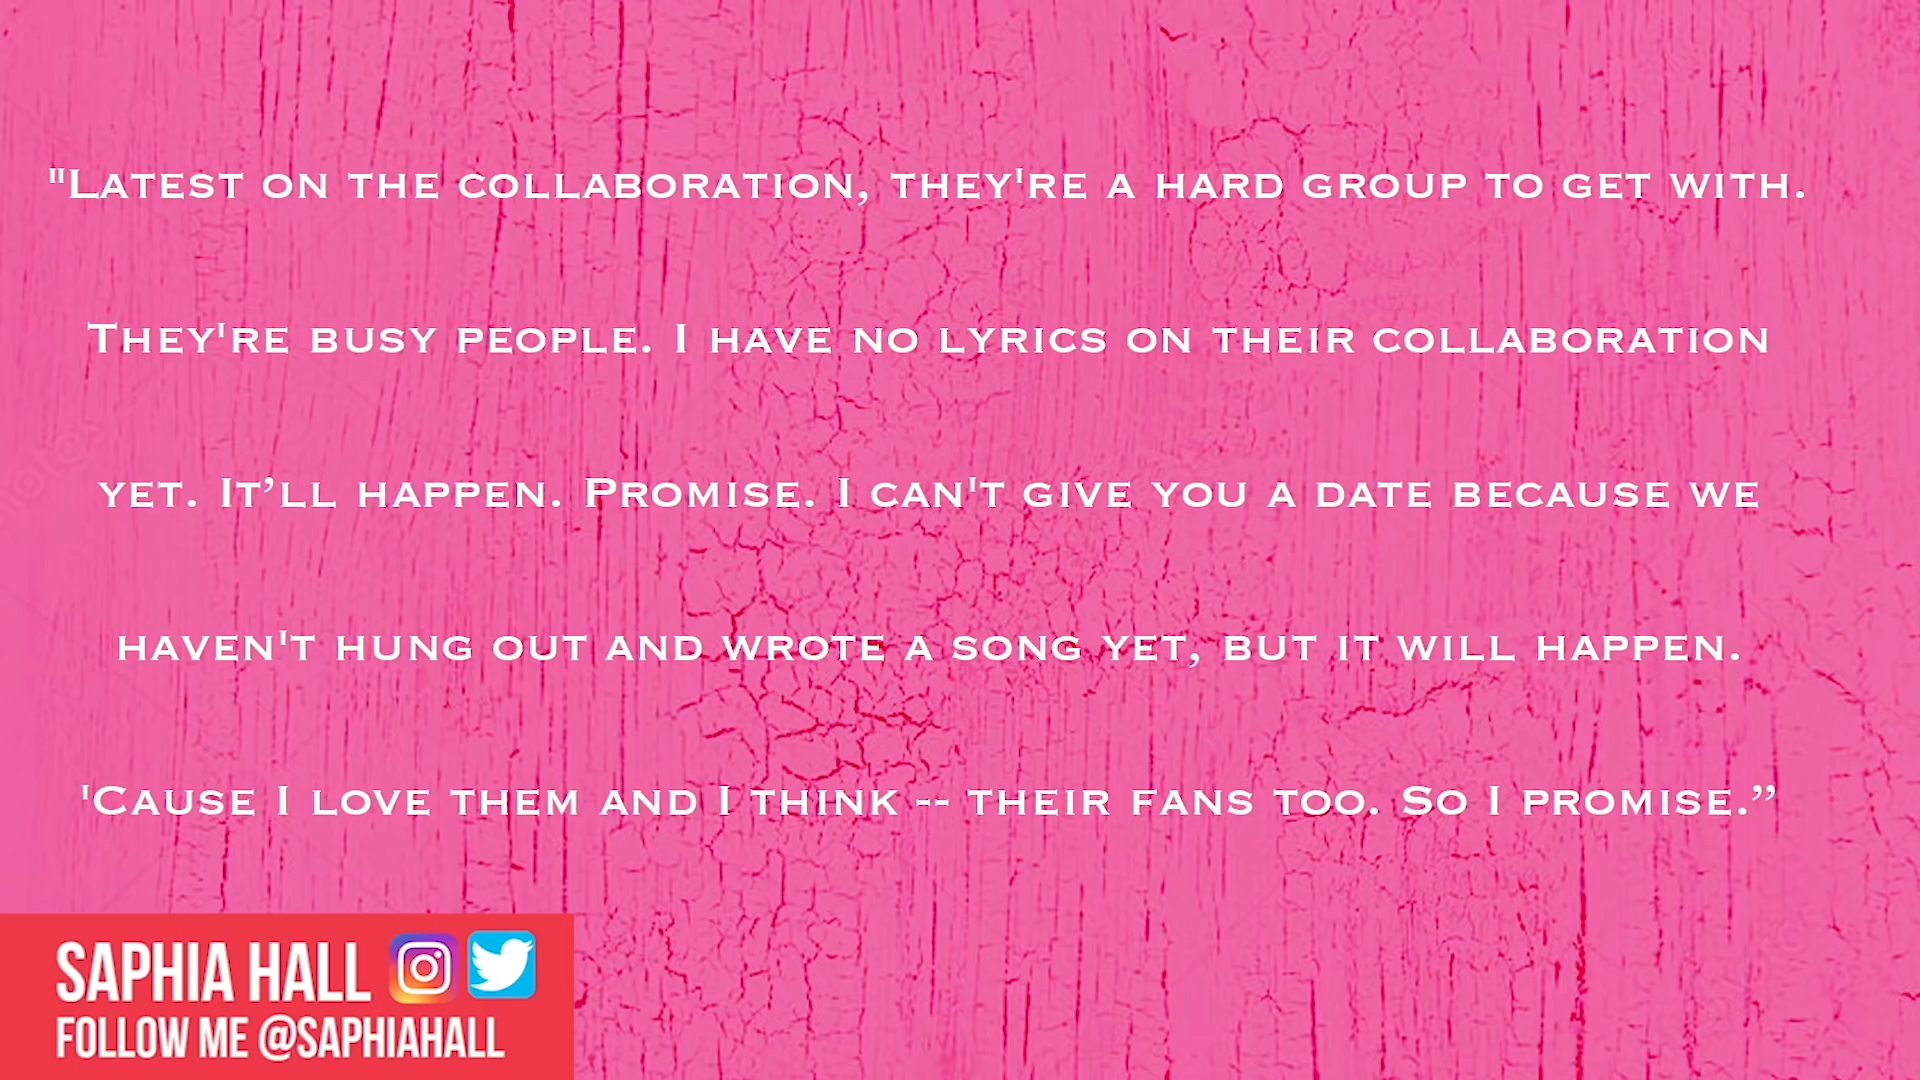 "Latest on the collaboration, they're a hard group to get with.
They're busy people. I have no lyrics on their collaboration
yet. It’ll happen. Promise. I can't give you a date because we
haven't hung out and wrote a song yet, but it will happen.
'Cause I love them and I think -- their fans too. So I promise.”
SAPHIA HALL
FOLLOW ME @SAPHIAHALL